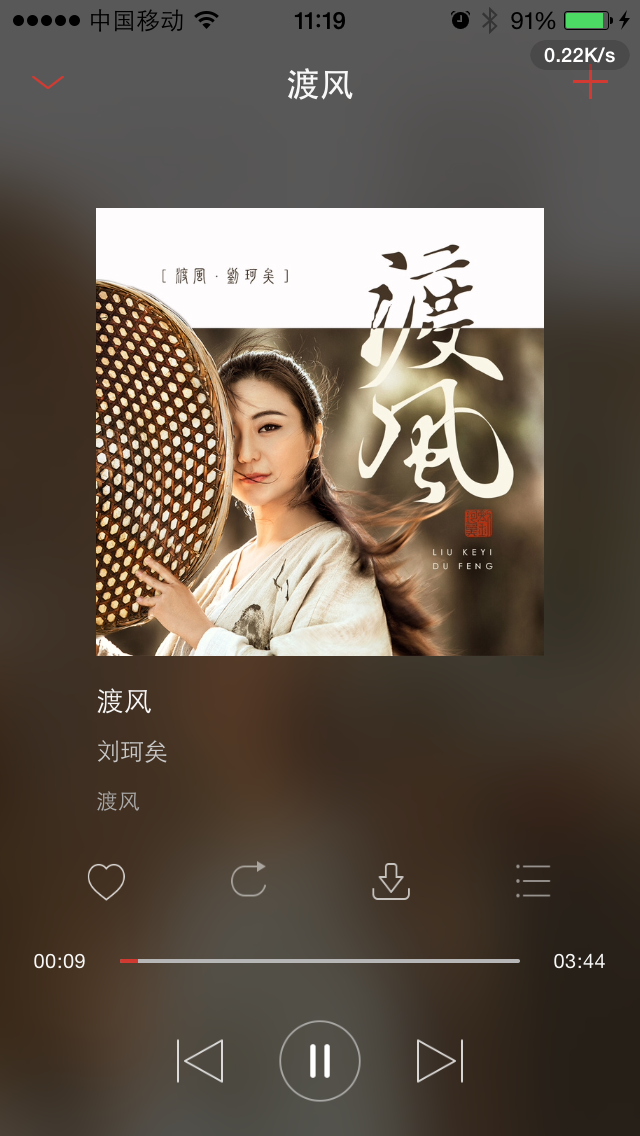 中国移动
11:19
91%
0.22K/s
渡风
[ 渡風 · 劉珂矣 ]
渡風
LIU KEYI
DU FENG
渡风
刘珂矣
渡风
00:09
03:44